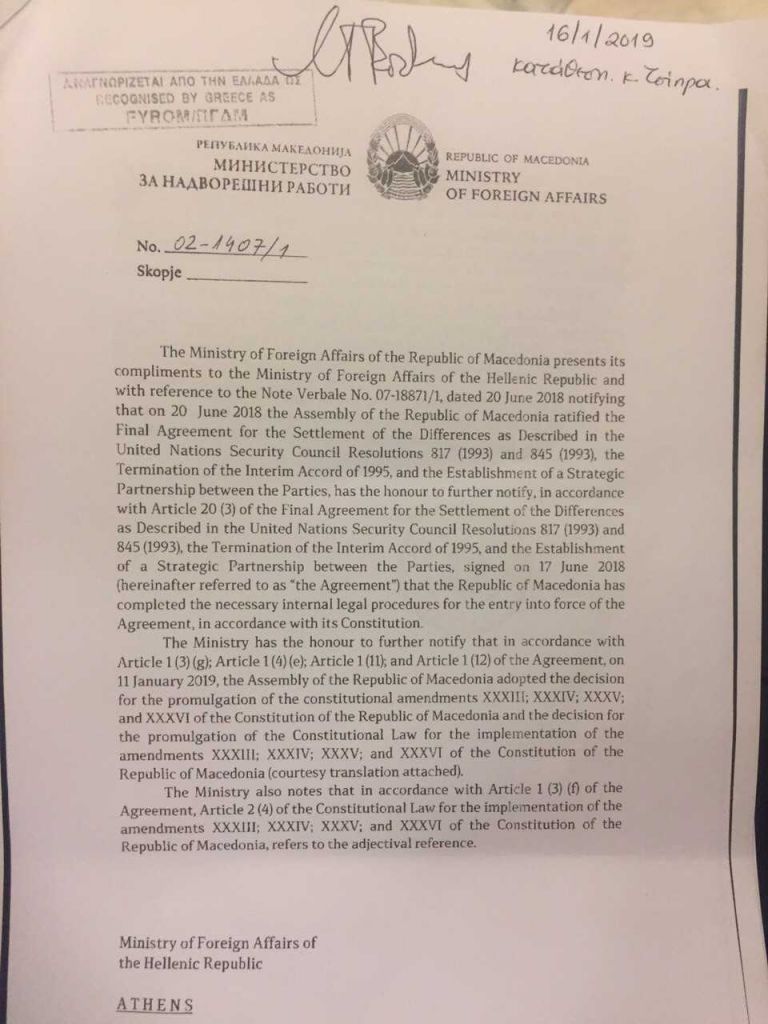 16/1/2019
κατάθεση κ. Τσίπρα.
ΑΝΑΓΝΩΡΙΖΕΤΑΙ ΑΠΟ ΤΗΝ ΕΛΛΑΔΑ ΩΣ
RECOGNISED BY GREECE AS
FYROM/ΠΓΔΜ
РЕПУБЛИКА МАКЕДОНИЈА
МИНИСТЕРСТВО
ЗА НАДВОРЕШНИ РАБОТИ
REPUBLIC OF MACEDONIA
MINISTRY
OF FOREIGN AFFAIRS
No. 02-1407/1
Skopje
The Ministry of Foreign Affairs of the Republic of Macedonia presents its
compliments to the Ministry of Foreign Affairs of the Hellenic Republic and
with reference to the Note Verbale No. 07-18871/1, dated 20 June 2018 notifying
that on 20 June 2018 the Assembly of the Republic of Macedonia ratified the
Final Agreement for the Settlement of the Differences as Described in the
United Nations Security Council Resolutions 817 (1993) and 845 (1993), the
Termination of the Interim Accord of 1995, and the Establishment of a Strategic
Partnership between the Parties, has the honour to further notify, in accordance
with Article 20 (3) of the Final Agreement for the Settlement of the Differences
as Described in the United Nations Security Council Resolutions 817 (1993) and
845 (1993), the Termination of the Interim Accord of 1995, and the Establishment
of a Strategic Partnership between the Parties, signed on 17 June 2018
(hereinafter referred to as “the Agreement”) that the Republic of Macedonia has
completed the necessary internal legal procedures for the entry into force of the
Agreement, in accordance with its Constitution.
The Ministry has the honour to further notify that in accordance with
Article 1 (3) (g); Article 1 (4) (e); Article 1 (11); and Article 1 (12) of the Agreement, on
11 January 2019, the Assembly of the Republic of Macedonia adopted the decision
for the promulgation of the constitutional amendments XXXIII; XXXIV; XXXV;
and XXXVI of the Constitution of the Republic of Macedonia and the decision for
the promulgation of the Constitutional Law for the implementation of the
amendments XXXIII; XXXIV; XXXV; and XXXVI of the Constitution of the
Republic of Macedonia (courtesy translation attached).
The Ministry also notes that in accordance with Article 1 (3) (f) of the
Agreement, Article 2 (4) of the Constitutional Law for the implementation of the
amendments XXXIII; XXXIV; XXXV; and XXXVI of the Constitution of the
Republic of Macedonia, refers to the adjectival reference.
Ministry of Foreign Affairs of
the Hellenic Republic
ATHENS